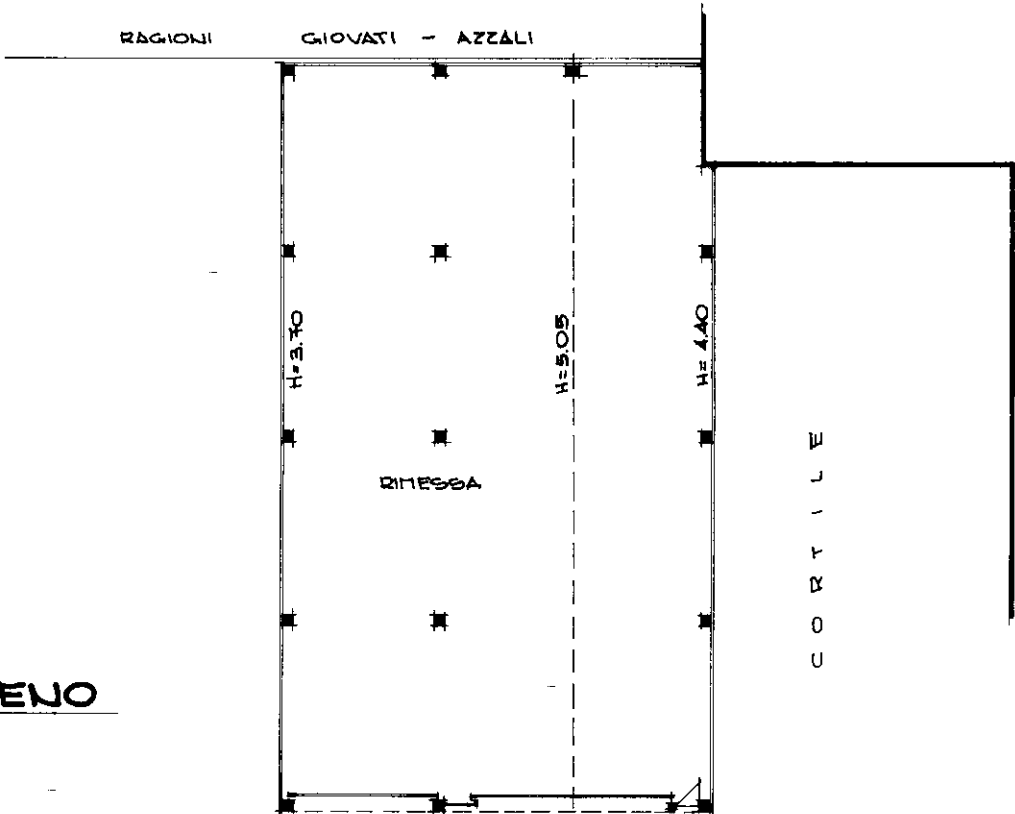 RAGIONI GIOVATI - AZZALI
H=3.70
H=5.05
H=4.40
RIMESSA
CORTILE
ENO